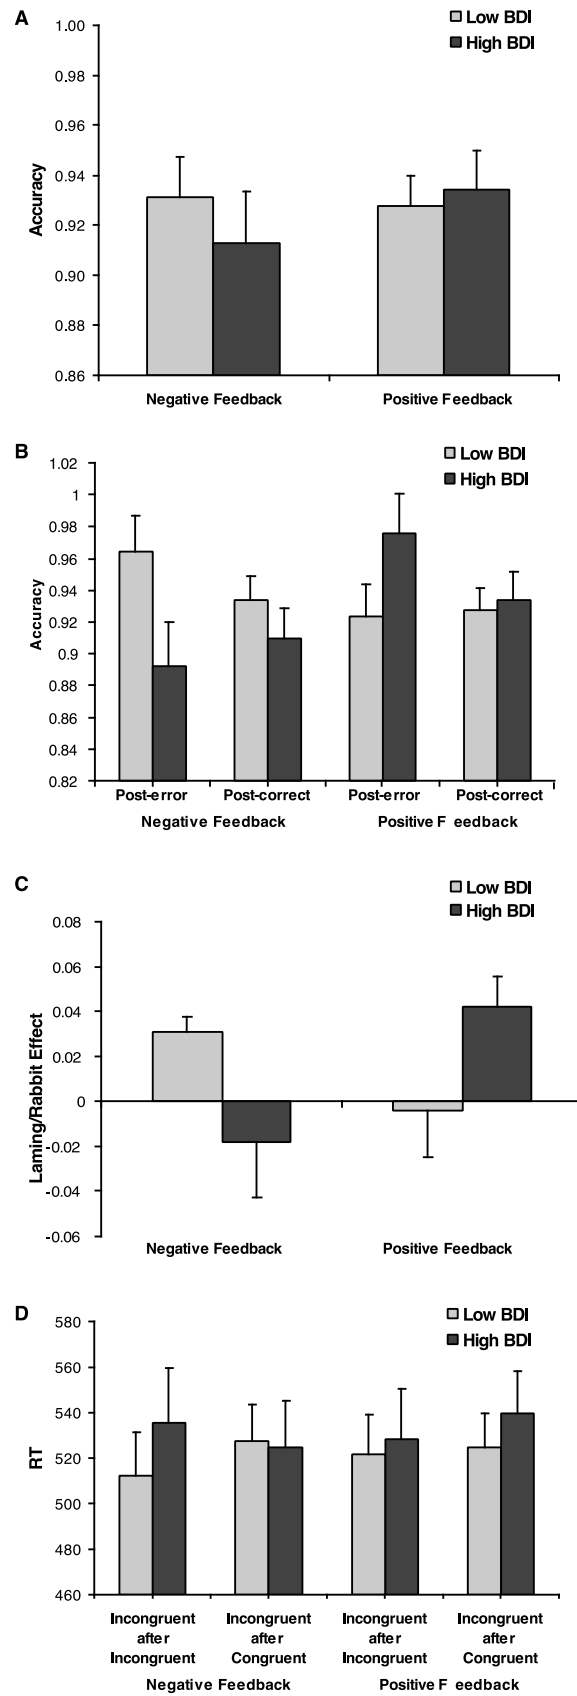 A
Low BDI
High BDI
1.00
0.98
0.96
0.94
0.92
0.90
0.88
0.86
Accuracy
Negative Feedback Positive Feedback
B
Low BDI
High BDI
1.02
1
0.98
0.96
0.94
0.92
0.9
0.88
0.86
0.84
0.82
Accuracy
Post-error Post-correct Post-error Post-correct
Negative Feedback Positive F eedback
C
Low BDI
High BDI
0.08
0.06
0.04
0.02
0
-0.02
-0.04
-0.06
Laming/Rabbit Effect
Negative Feedback Positive Feedback
D
Low BDI
High BDI
580
560
540
520
500
480
460
RT
Incongruent Incongruent Incongruent Incongruent
after after after after
Incongruent Congruent Incongruent Congruent
Negative Feedback Positive F eedback